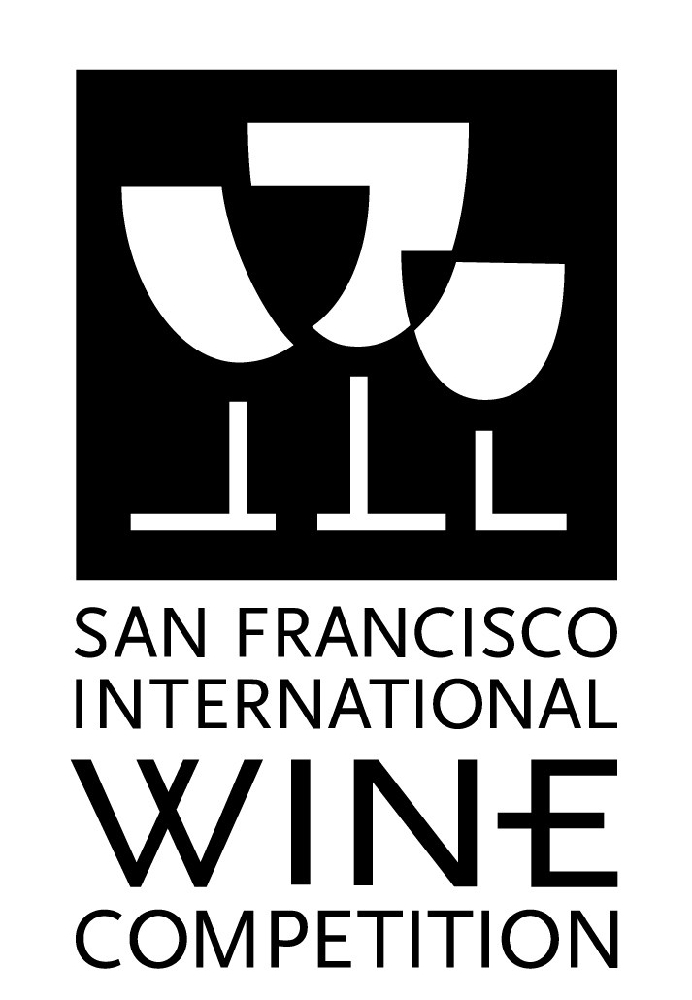 SAN FRANCISCO
INTERNATIONAL
WINE
COMPETITION